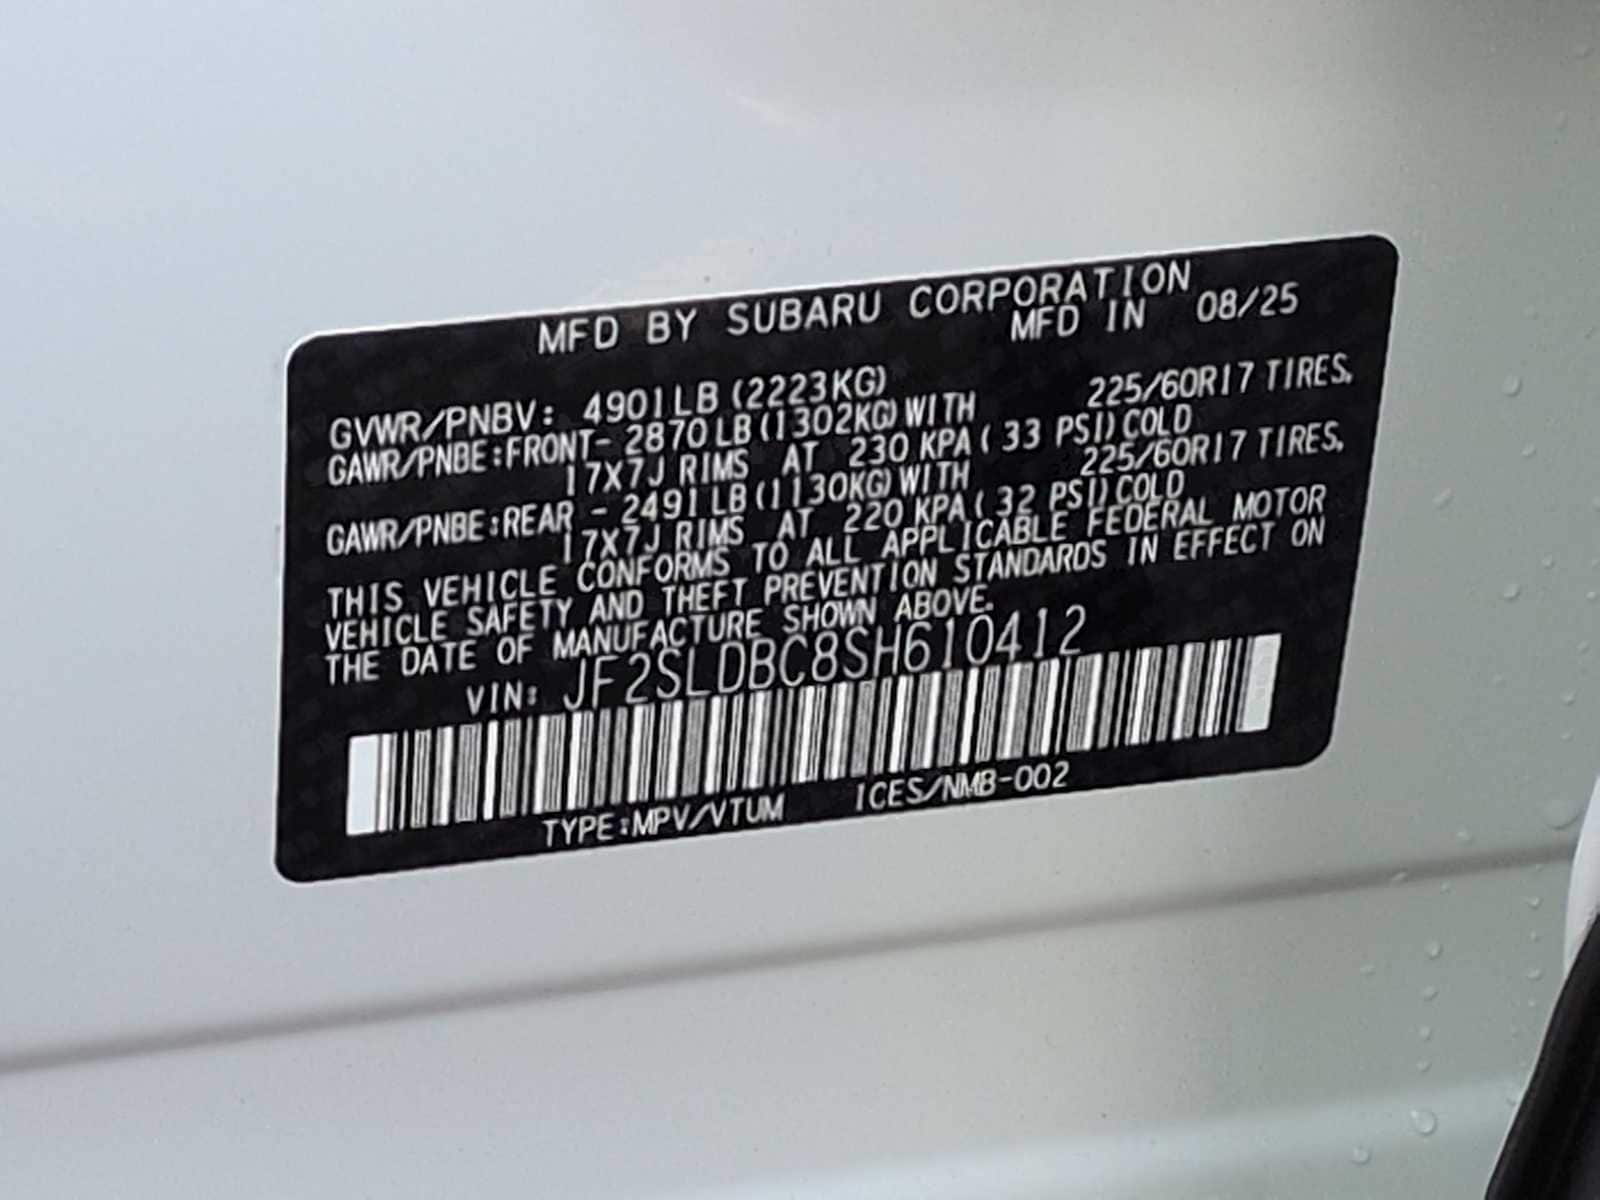 MFD BY SUBARU CORPORATION
MFD IN 08/25
GVWR/PNBV: 4901LB (2223KG)
GAWR/PNBE:FRONT- 2870LB(1302KG)WITH 225/60R17 TIRES,
17X7J RIMS AT 230 KPA( 33 PSI)COLD
GAWR/PNBE:REAR - 2491LB(1130KG)WITH 225/60R17 TIRES,
17X7J RIMS AT 220 KPA( 32 PSI)COLD
THIS VEHICLE CONFORMS TO ALL APPLICABLE FEDERAL MOTOR
VEHICLE SAFETY AND THEFT PREVENTION STANDARDS IN EFFECT ON
THE DATE OF MANUFACTURE SHOWN ABOVE.
VIN: JF2SLDBC8SH610412
TYPE:MPV/VTUM ICES/NMB-002